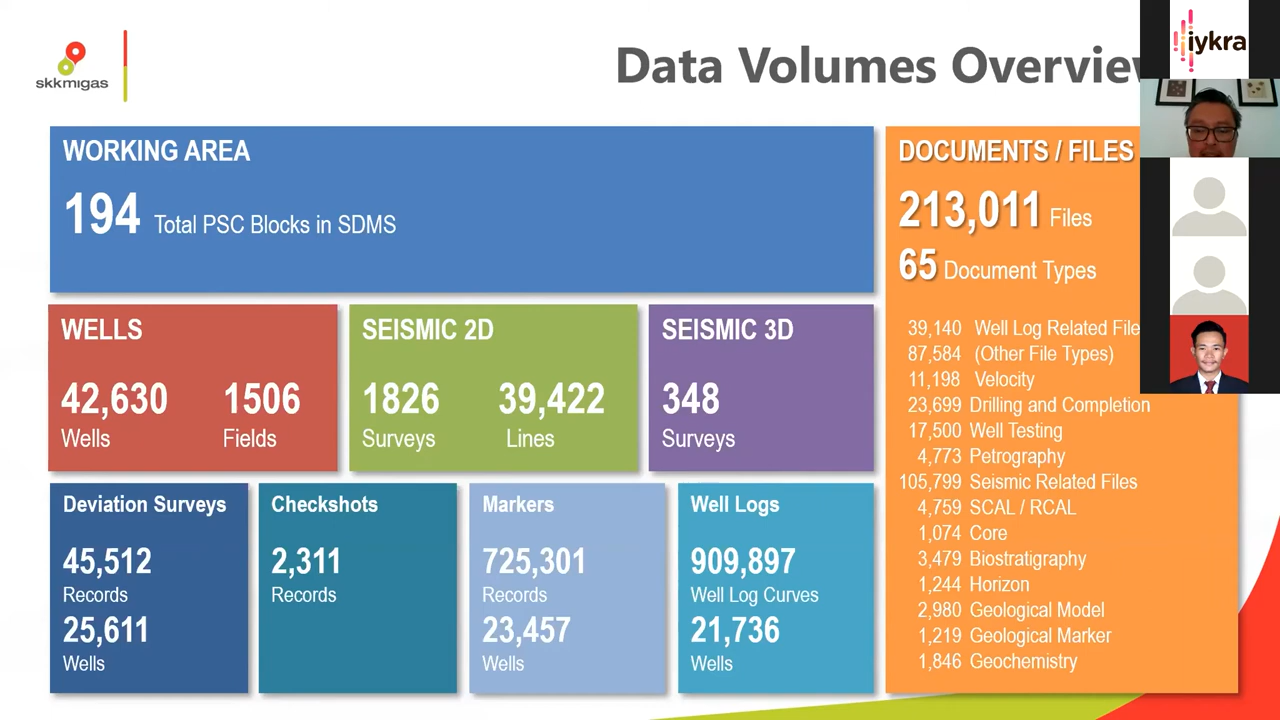 skkmigas
Data Volumes Overview
iykra
WORKING AREA
194 Total PSC Blocks in SDMS
WELLS
42,630 1506
Wells Fields
SEISMIC 2D
1826 39,422
Surveys Lines
SEISMIC 3D
348
Surveys
Deviation Surveys
45,512
Records
25,611
Wells
Checkshots
2,311
Records
Markers
725,301
Records
23,457
Wells
Well Logs
909,897
Well Log Curves
21,736
Wells
DOCUMENTS / FILES
213,011 Files
65 Document Types
39,140 Well Log Related File
87,584 (Other File Types)
11,198 Velocity
23,699 Drilling and Completion
17,500 Well Testing
4,773 Petrography
105,799 Seismic Related Files
4,759 SCAL / RCAL
1,074 Core
3,479 Biostratigraphy
1,244 Horizon
2,980 Geological Model
1,219 Geological Marker
1,846 Geochemistry